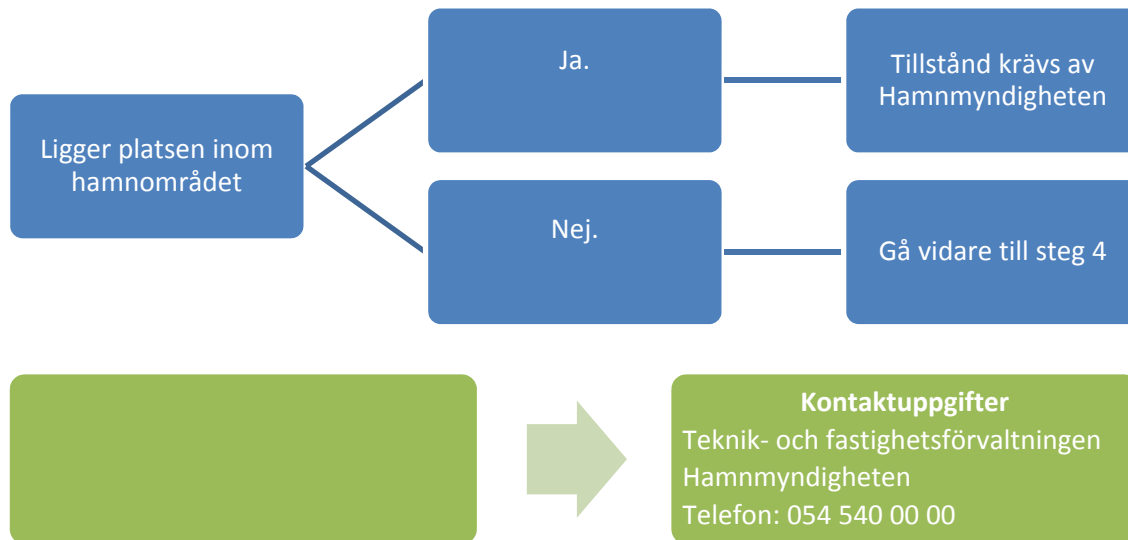 Ligger platsen inom
hamnområdet
Ja.
Tillstånd krävs av
Hamnmyndigheten
Nej.
Gå vidare till steg 4
Kontaktuppgifter
Teknik- och fastighetsförvaltningen
Hamnmyndigheten
Telefon: 054 540 00 00